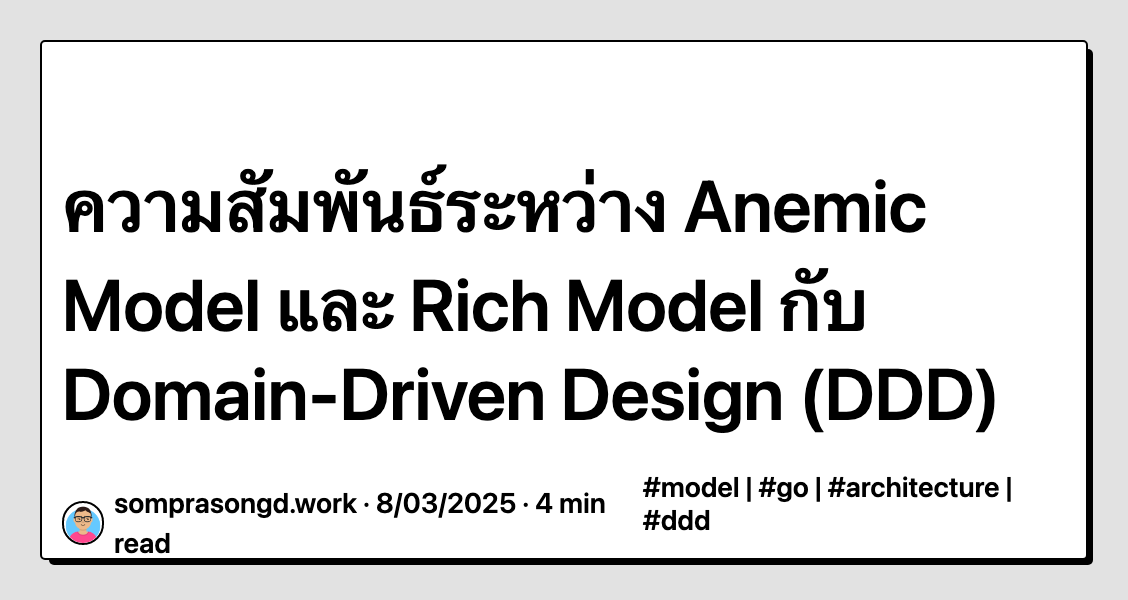 ความสัมพันธ์ระหว่าง Anemic
Model และ Rich Model กับ
Domain-Driven Design (DDD)
somprasongd.work · 8/03/2025 · 4 min
read
#model | #go | #architecture |
#ddd